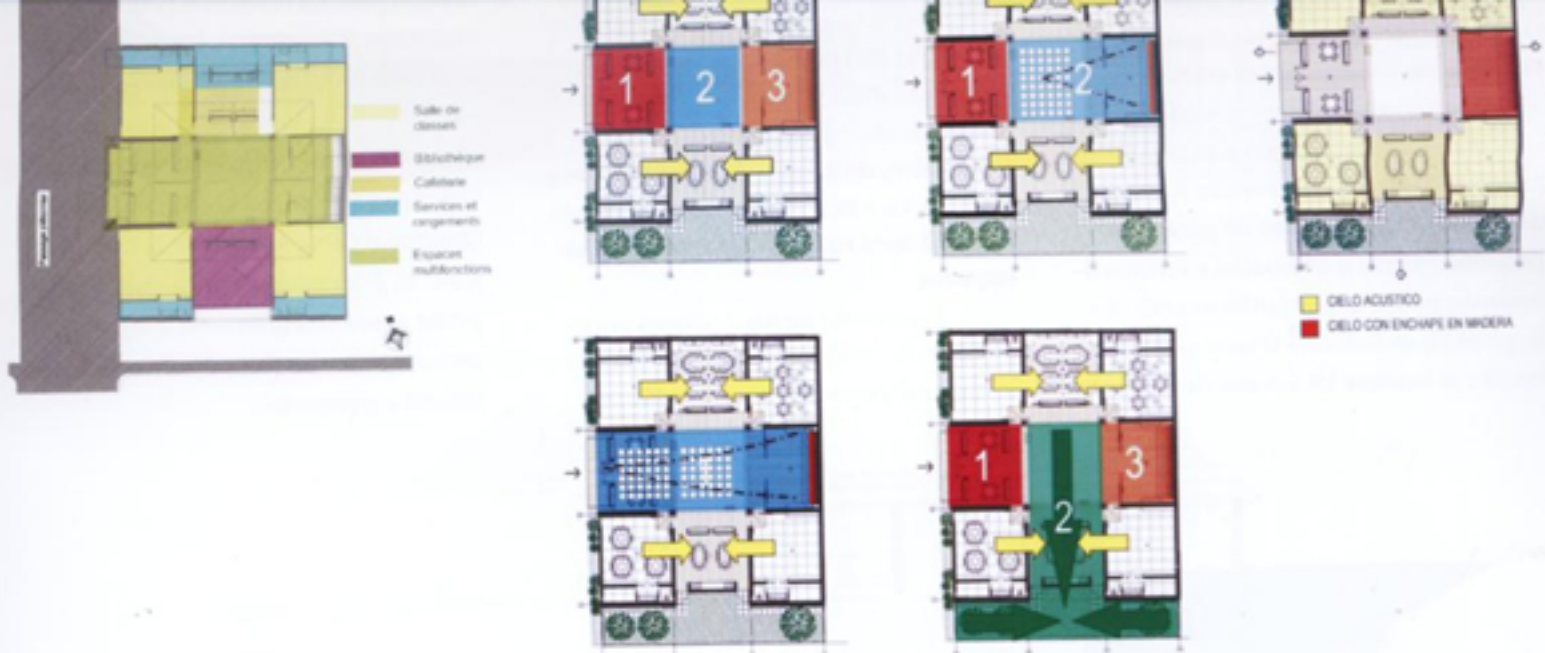 Salle de
classes
Bibliothèque
Caféterie
Services et
rangements
Espaces
multifonctions
1
2
3
1
2
CIELO ACUSTICO
CIELO CON ENCHAPE EN MADERA
1
2
3